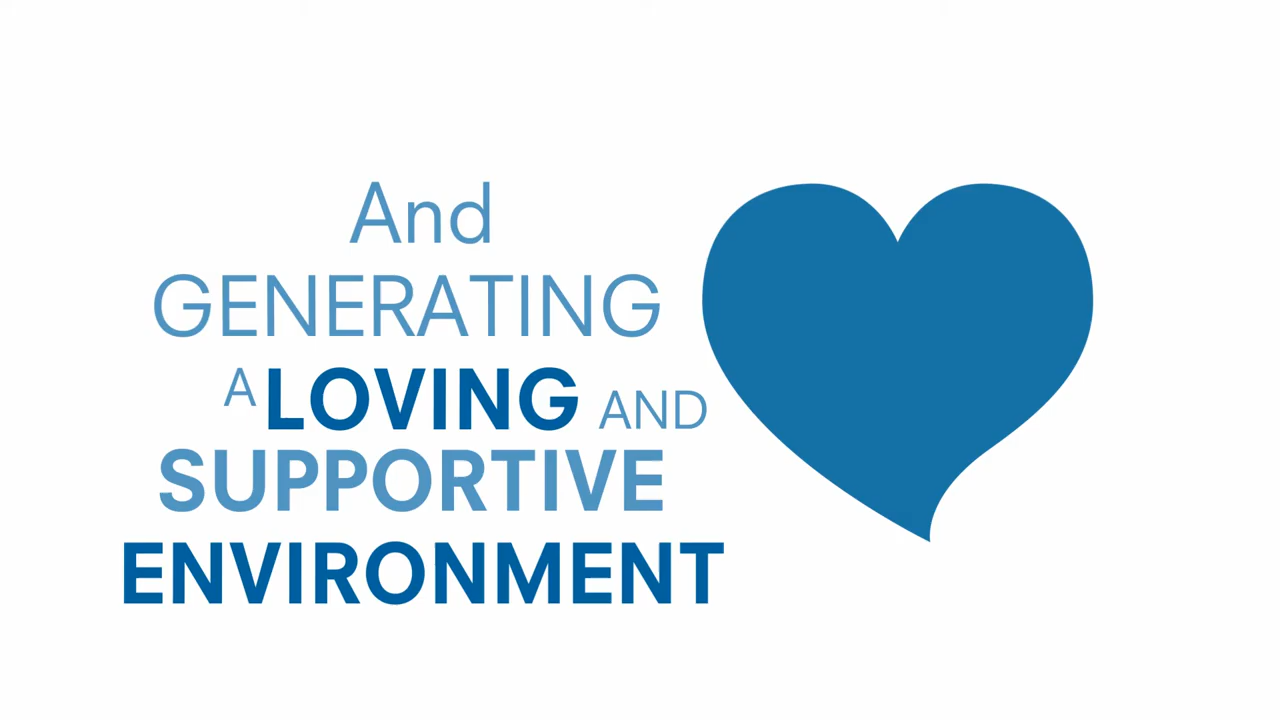 And
GENERATING
A LOVING AND
SUPPORTIVE
ENVIRONMENT